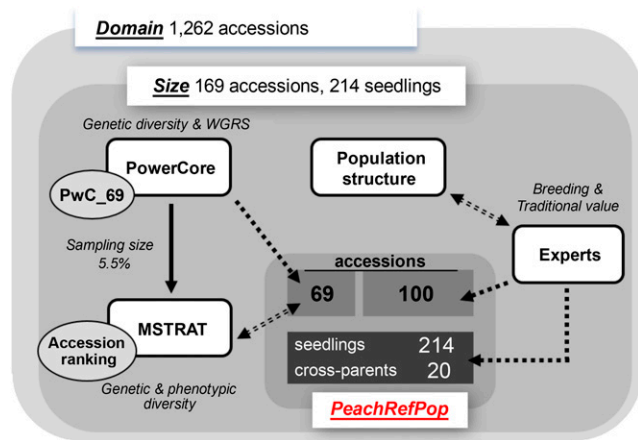 Domain 1,262 accessions
Size 169 accessions, 214 seedlings
Genetic diversity & WGRS
PowerCore
PwC_69
Population
structure
Breeding &
Traditional value
Experts
Sampling size
5.5%
accessions
69 100
MSTRAT
Accession
ranking
Genetic & phenotypic
diversity
seedlings 214
cross-parents 20
PeachRefPop